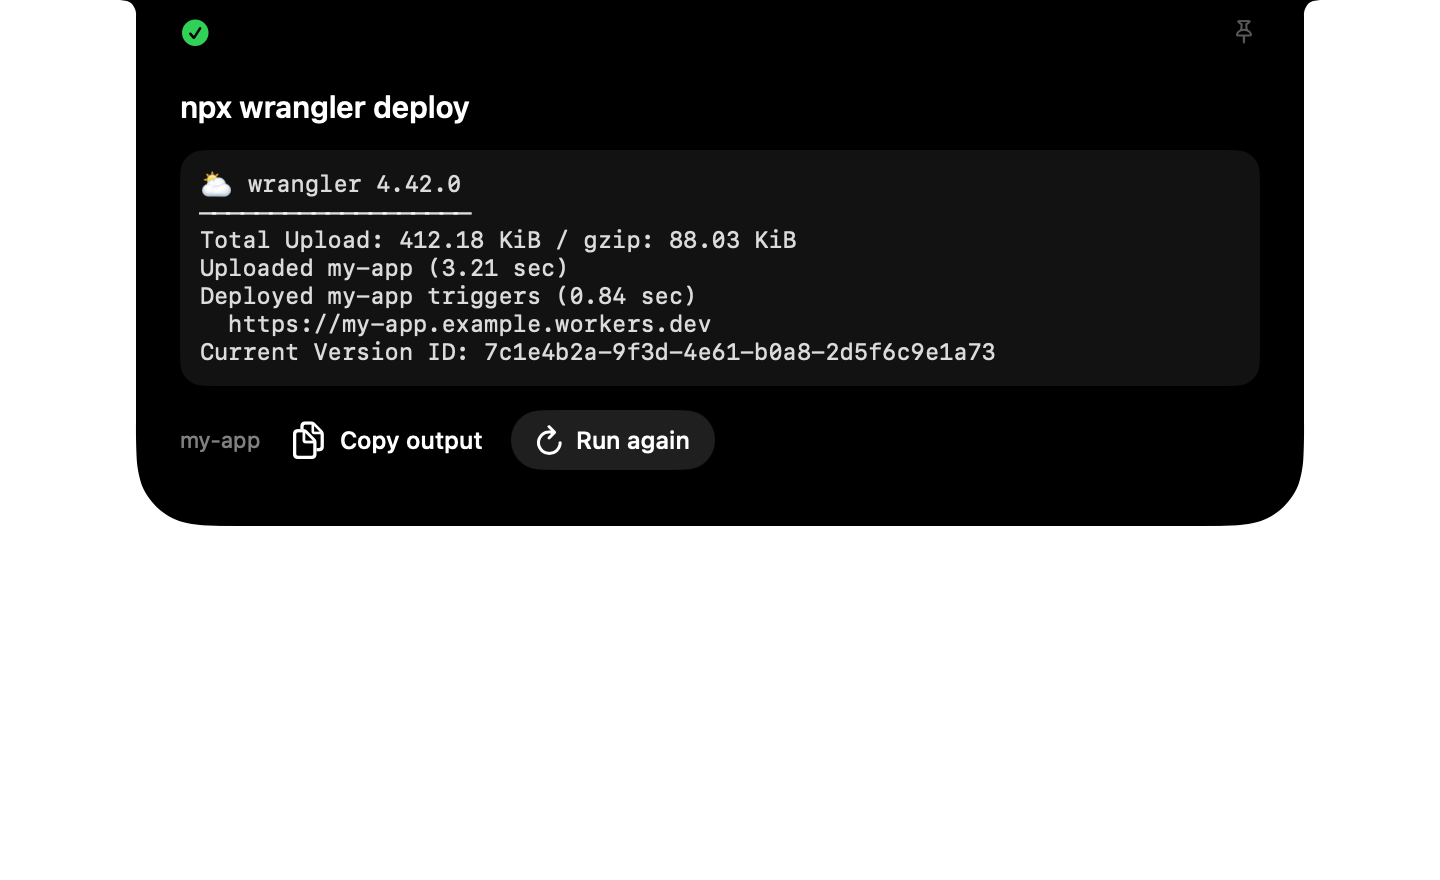 npx wrangler deploy
⛅ wrangler 4.42.0
───────────────────
Total Upload: 412.18 KiB / gzip: 88.03 KiB
Uploaded my-app (3.21 sec)
Deployed my-app triggers (0.84 sec)
  https://my-app.example.workers.dev
Current Version ID: 7c1e4b2a-9f3d-4e61-b0a8-2d5f6c9e1a73
my-app Copy output Run again